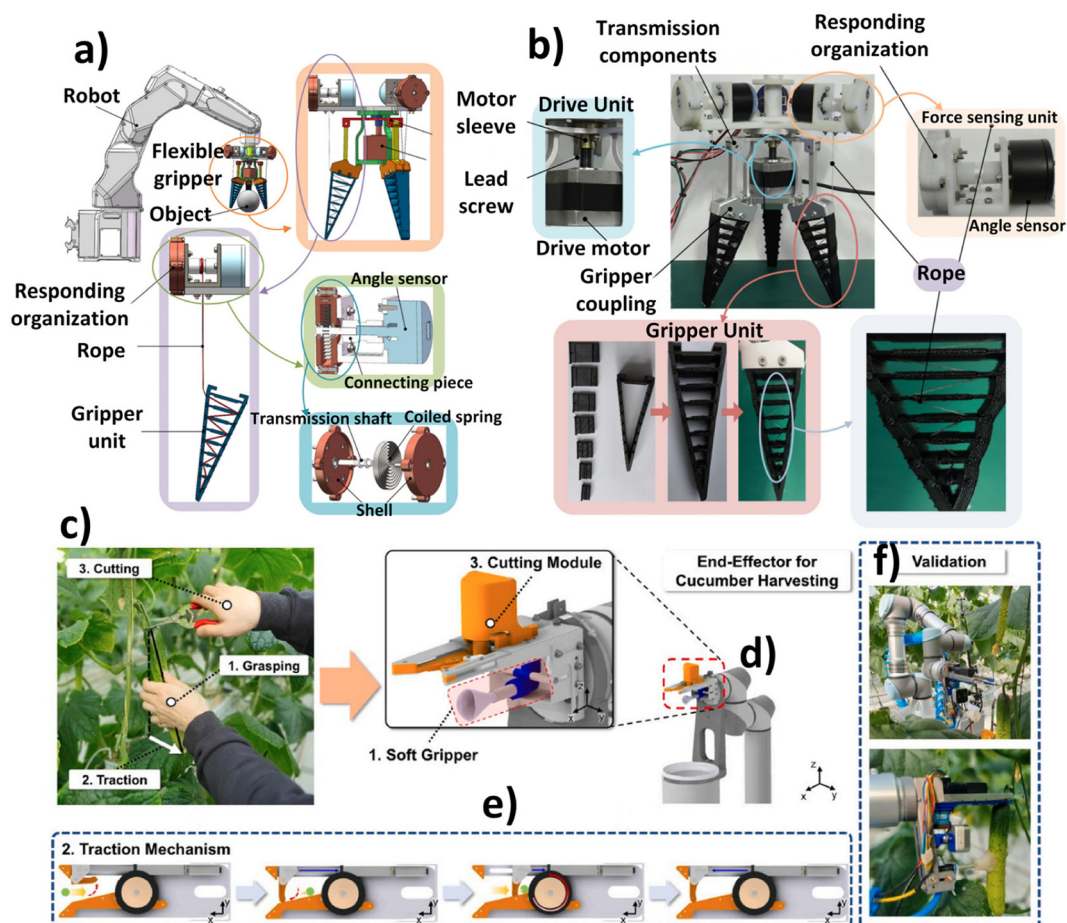 a)
Robot
Flexible
gripper
Object
Motor
sleeve
Lead
screw
Responding
organization
Rope
Gripper
unit
Angle sensor
Connecting piece
Transmission shaft
Coiled spring
Shell
b)
Transmission
components
Responding
organization
Drive Unit
Force sensing unit
Angle sensor
Drive motor
Gripper
coupling
Rope
Gripper Unit
c)
3. Cutting
1. Grasping
2. Traction
3. Cutting Module
1. Soft Gripper
z
x
y
End-Effector for
Cucumber Harvesting
d)
z
x
y
e)
2. Traction Mechanism
y
x
y
x
y
x
y
x
f)
Validation